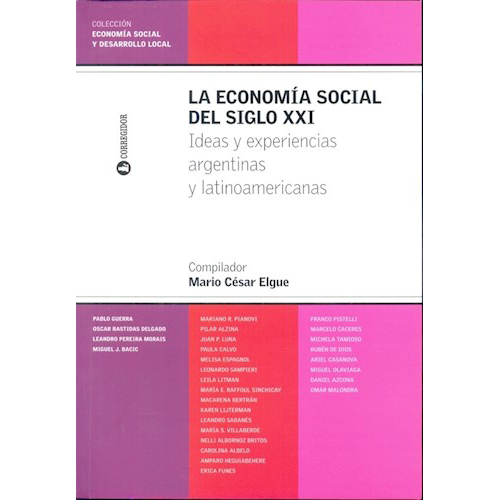 COLECCIÓN
ECONOMÍA SOCIAL
Y DESARROLLO LOCAL
CORREGIDOR
LA ECONOMÍA SOCIAL
DEL SIGLO XXI
Ideas y experiencias
argentinas
y latinoamericanas
Compilador
Mario César Elgue
PABLO GUERRA
OSCAR BASTIDAS DELGADO
LEANDRO PEREIRA MORAIS
MIGUEL J. BACIC
MARIANO R. PIANOVI
PILAR ALZINA
JUAN P. LUNA
PAULA CALVO
MELISA ESPAGNOL
LEONARDO SAMPIERI
LEILA LITMAN
MARÍA E. RAFFOUL SINCHICAY
MACARENA BERTRÁN
KAREN LIJTERMAN
LEANDRO SABANÉS
MARÍA S. VILLABERDE
NELLI ALBORNOZ BRITOS
CAROLINA ALBELO
AMPARO HEGUIABEHERE
ERICA FUNES
FRANCO PISTELLI
MARCELO CACERES
MICHELA TAMIOSO
RUBÉN DE DIOS
ARIEL CASANOVA
MIGUEL OLAVIAGA
DANIEL AZCONA
OMAR MALONDRA